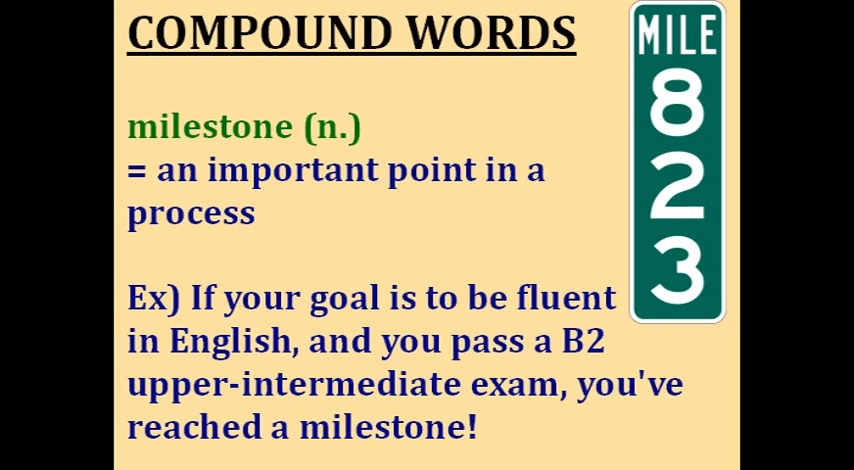 COMPOUND WORDS
milestone (n.)
= an important point in a
process
Ex) If your goal is to be fluent
in English, and you pass a B2
upper-intermediate exam, you've
reached a milestone!
MILE
8
2
3